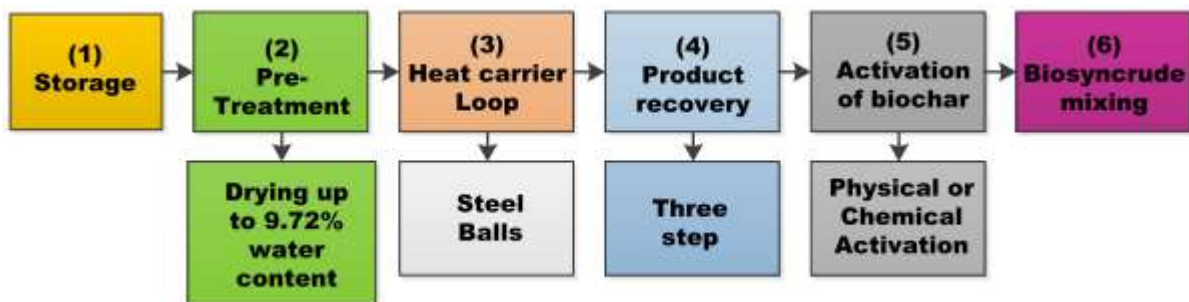 (1)
Storage
(2)
Pre-
Treatment
(3)
Heat carrier
Loop
(4)
Product
recovery
(5)
Activation
of biochar
(6)
Biosyncrude
mixing
Drying up
to 9.72%
water
content
Steel
Balls
Three
step
Physical or
Chemical
Activation